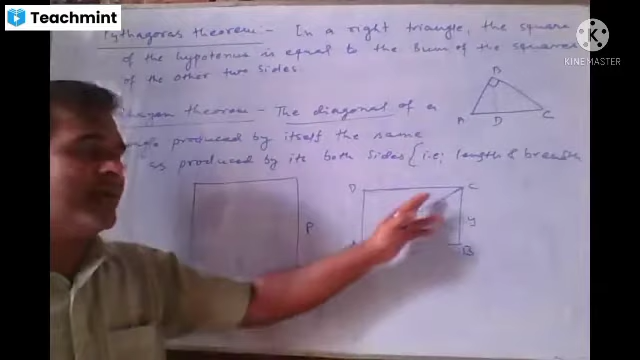 Teachmint
KINEMASTER
Pythagoras theorem:- In a right triangle, the square
of the hypotenus is equal to the sum of the squares
of the other two sides.
theorem - The diagonal of a
produced by itself the same
as produced by its both sides { i.e; length & breadth
B
A D C
D C
P
y
B